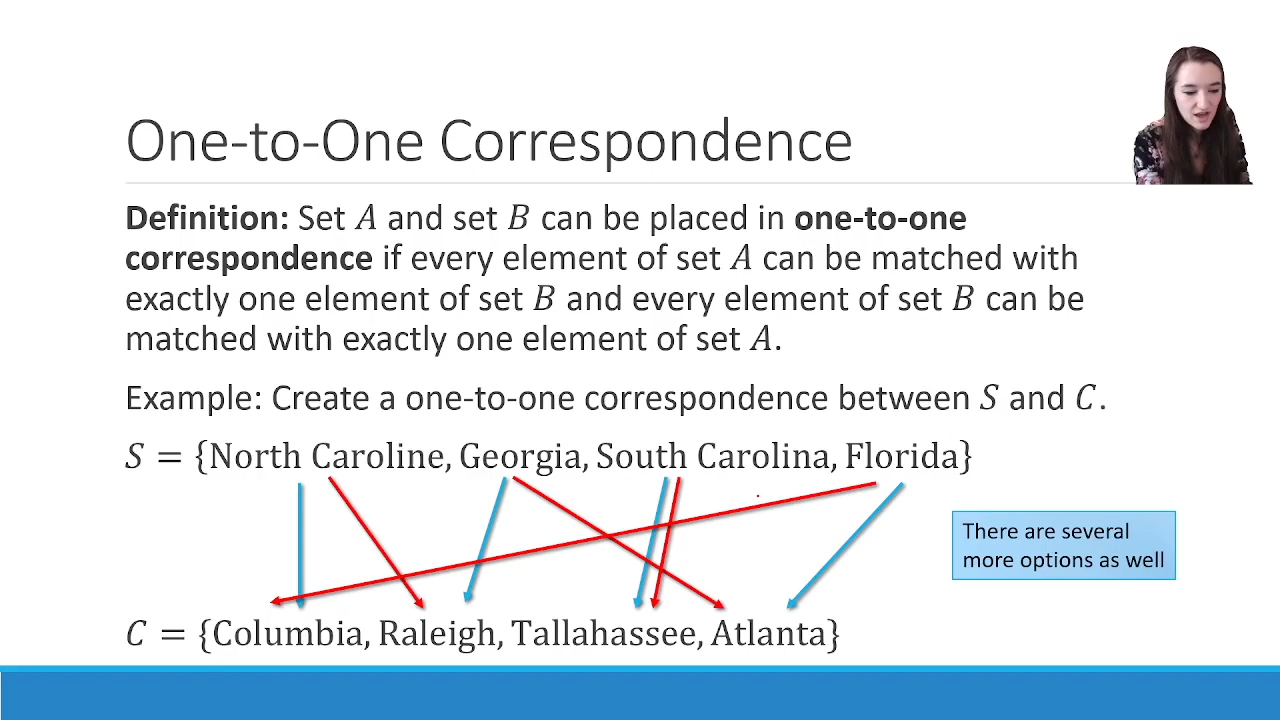 One-to-One Correspondence
Definition: Set A and set B can be placed in one-to-one
correspondence if every element of set A can be matched with
exactly one element of set B and every element of set B can be
matched with exactly one element of set A.
Example: Create a one-to-one correspondence between S and C.
S = {North Caroline, Georgia, South Carolina, Florida}
There are several
more options as well
C = {Columbia, Raleigh, Tallahassee, Atlanta}